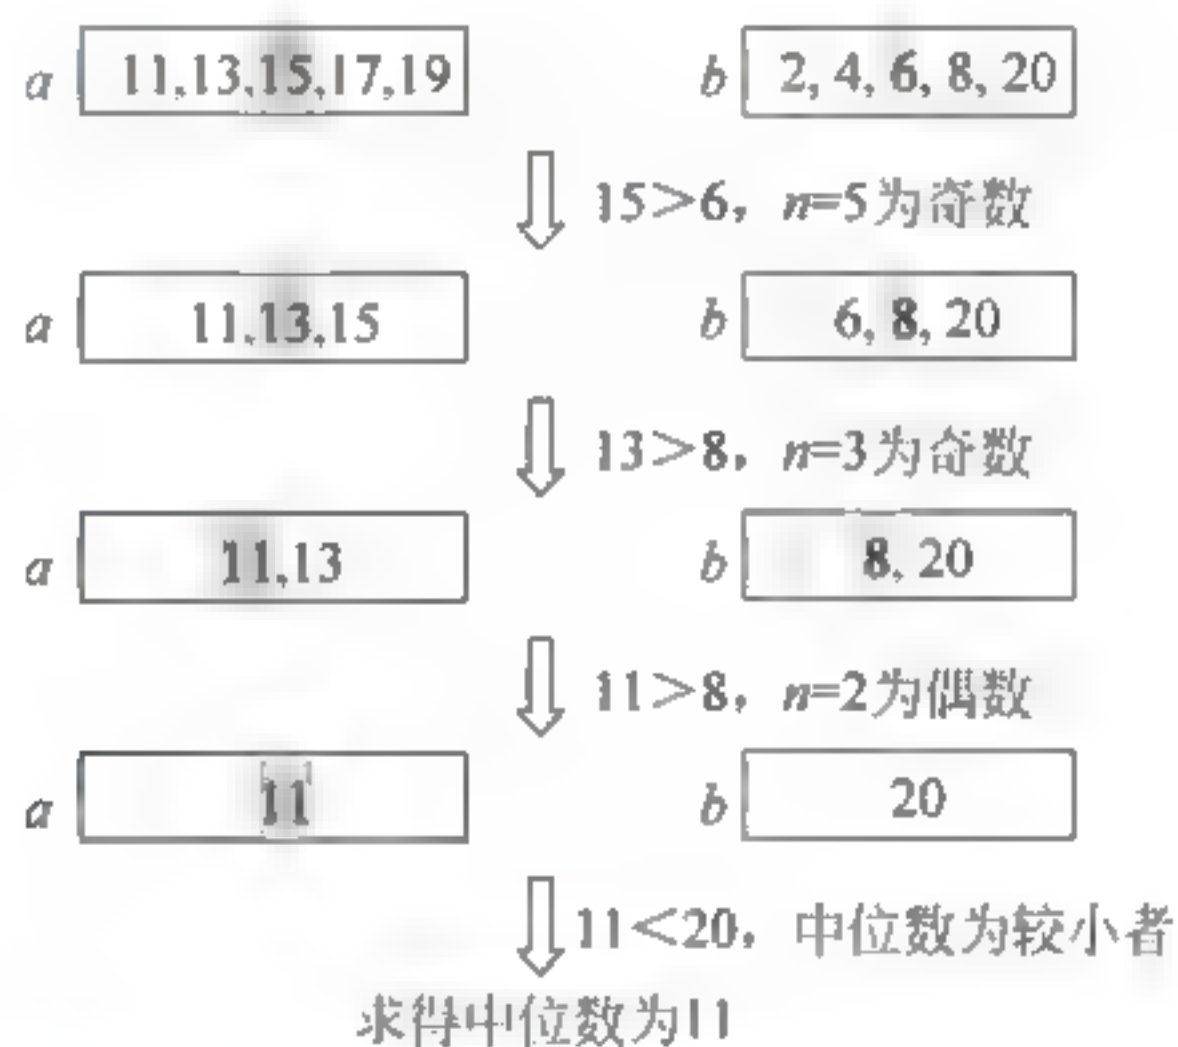 a 11,13,15,17,19 b 2, 4, 6, 8, 20
15>6，n=5为奇数
a 11,13,15 b 6, 8, 20
13>8，n=3为奇数
a 11,13 b 8, 20
11>8，n=2为偶数
a 11 b 20
11<20，中位数为较小者
求得中位数为11